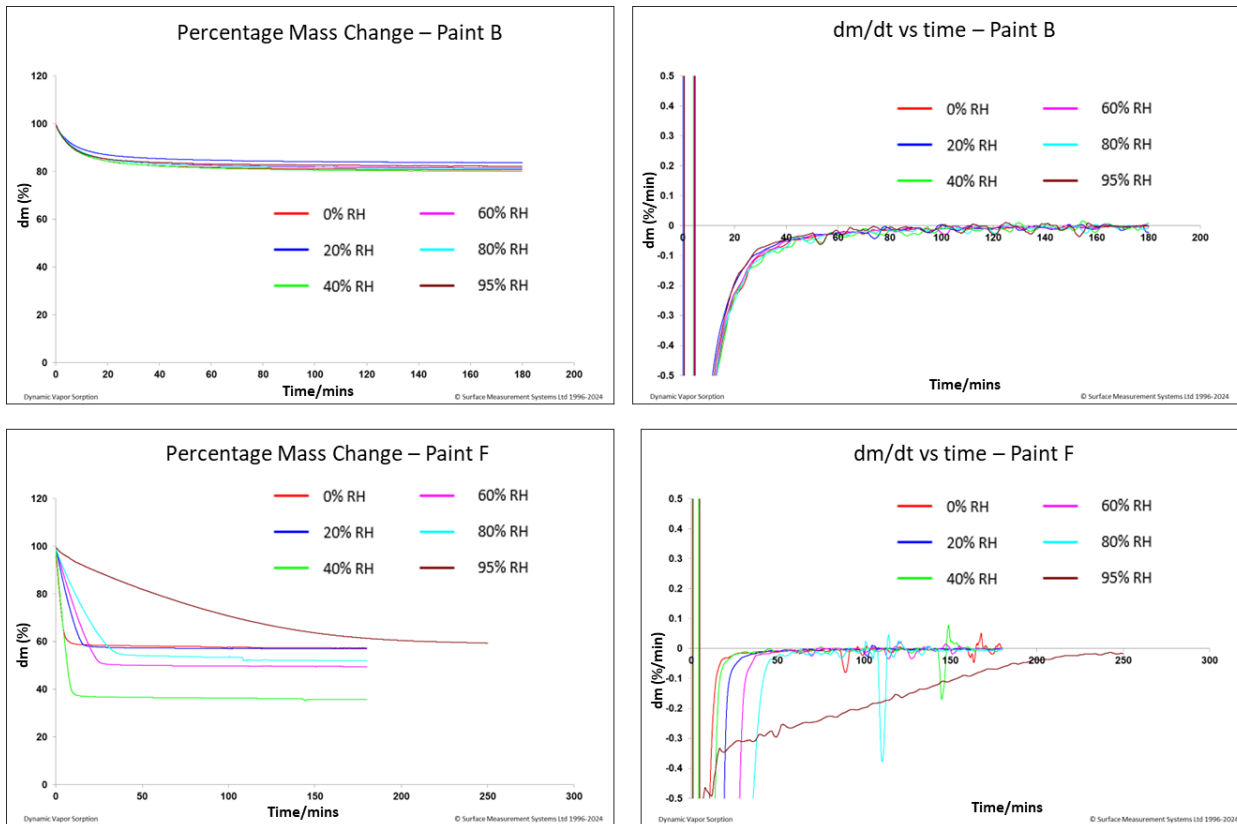 Percentage Mass Change – Paint B
120
100
80
60
40
20
0
dm (%)
0% RH
60% RH
20% RH
80% RH
40% RH
95% RH
0 20 40 60 80 100 120 140 160 180 200
Time/mins
Dynamic Vapor Sorption
© Surface Measurement Systems Ltd 1996-2024
dm/dt vs time – Paint B
0.5
0.4
0.3
0.2
0.1
0
-0.1
-0.2
-0.3
-0.4
-0.5
dm (%/min)
0% RH
60% RH
20% RH
80% RH
40% RH
95% RH
0 20 40 60 80 100 120 140 160 180 200
Time/mins
Dynamic Vapor Sorption
© Surface Measurement Systems Ltd 1996-2024
Percentage Mass Change – Paint F
120
100
80
60
40
20
0
dm (%)
0% RH
60% RH
20% RH
80% RH
40% RH
95% RH
0 50 100 150 200 250 300
Time/mins
Dynamic Vapor Sorption
© Surface Measurement Systems Ltd 1996-2024
dm/dt vs time – Paint F
0.5
0.4
0.3
0.2
0.1
0
-0.1
-0.2
-0.3
-0.4
-0.5
dm (%/min)
0% RH
60% RH
20% RH
80% RH
40% RH
95% RH
50 100 150 200 250 300
Time/mins
Dynamic Vapor Sorption
© Surface Measurement Systems Ltd 1996-2024